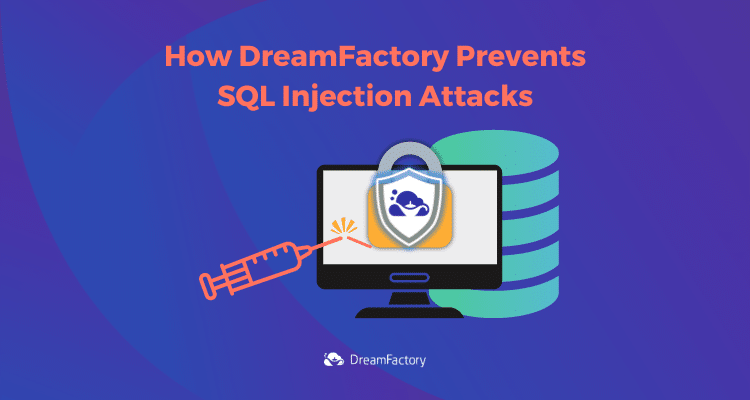 How DreamFactory Prevents
SQL Injection Attacks
DreamFactory